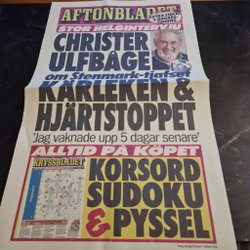 AFTONBLADET
STOR HELGINTERVJU
CHRISTER
ULFBÅGE
om Stenmark-tjatset
KÄRLEKEN &
HJÄRTSTOPPET
'Jag vaknade upp 5 dagar senare'
ALLTID PÅ KÖPET
KRYSSBLADET
KORSORD
SUDOKU
& PYSSEL